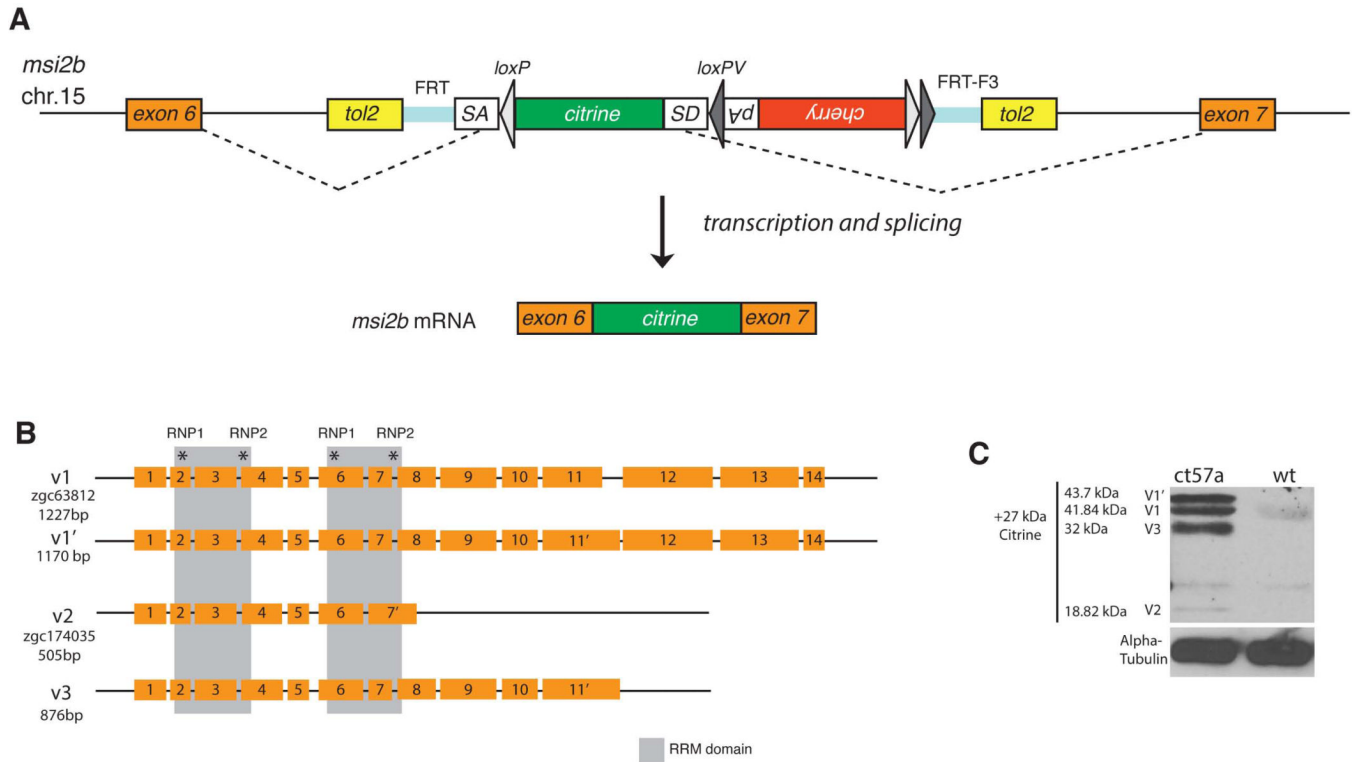 A
msi2b
chr.15
exon 6
tol2
FRT
SA
loxP
citrine
SD
loxPV
pA
cherry
FRT-F3
tol2
exon 7
transcription and splicing
msi2b mRNA
exon 6 citrine exon 7
B
RNP1 RNP2 RNP1 RNP2
* * * *
v1
zgc63812
1227bp
1 2 3 4 5 6 7 8 9 10 11 12 13 14
v1'
1170 bp
1 2 3 4 5 6 7 8 9 10 11' 12 13 14
v2
zgc174035
505bp
1 2 3 4 5 6 7'
v3
876bp
1 2 3 4 5 6 7 8 9 10 11'
RRM domain
C
ct57a wt
+27 kDa
Citrine
43.7 kDa V1'
41.84 kDa V1
32 kDa V3
18.82 kDa V2
Alpha-
Tubulin